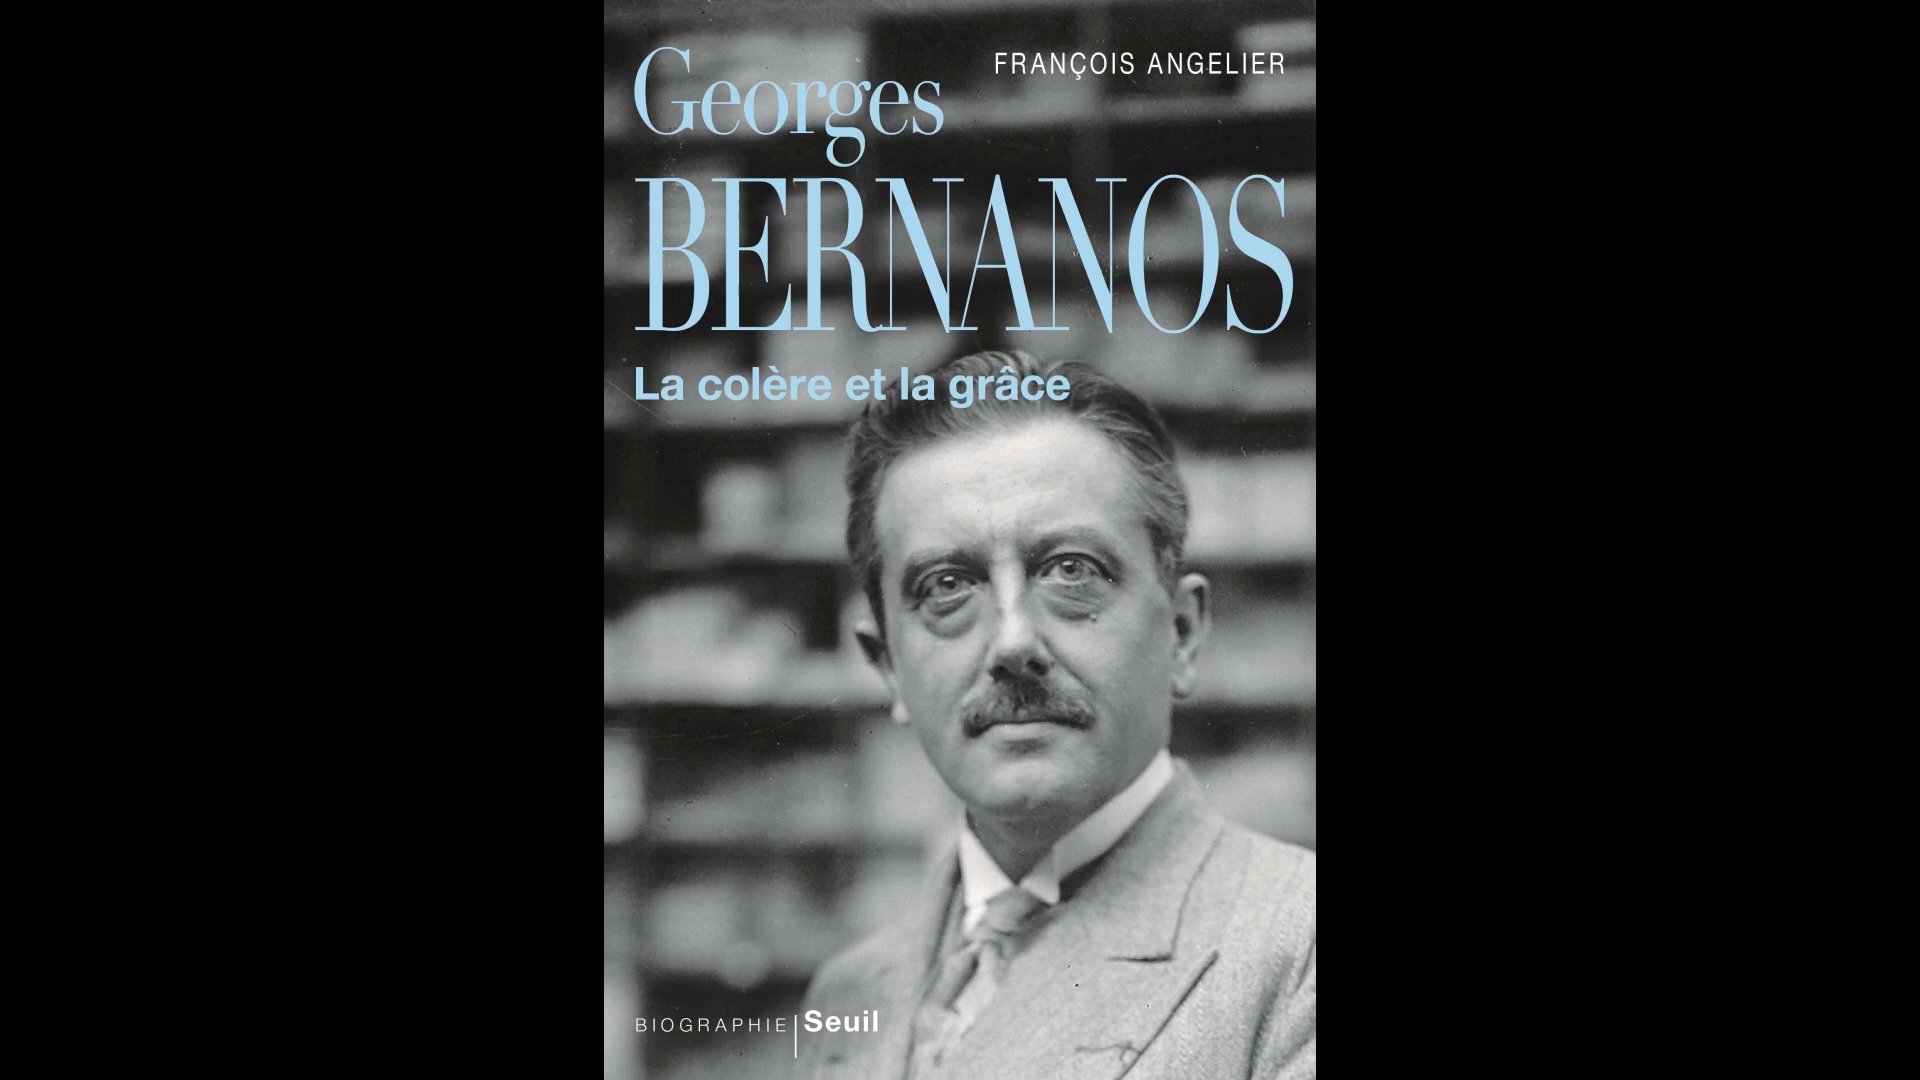 FRANÇOIS ANGELIER
Georges
BERNANOS
La colère et la grâce
BIOGRAPHIE | Seuil